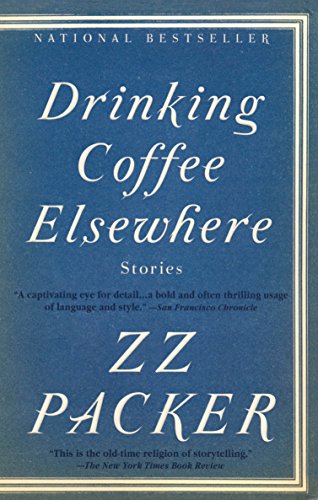 NATIONAL BESTSELLER
Drinking
Coffee
Elsewhere
Stories
"A captivating eye for detail...a bold and often thrilling usage
of language and style."—San Francisco Chronicle
ZZ
PACKER
"This is the old-time religion of storytelling."
—The New York Times Book Review